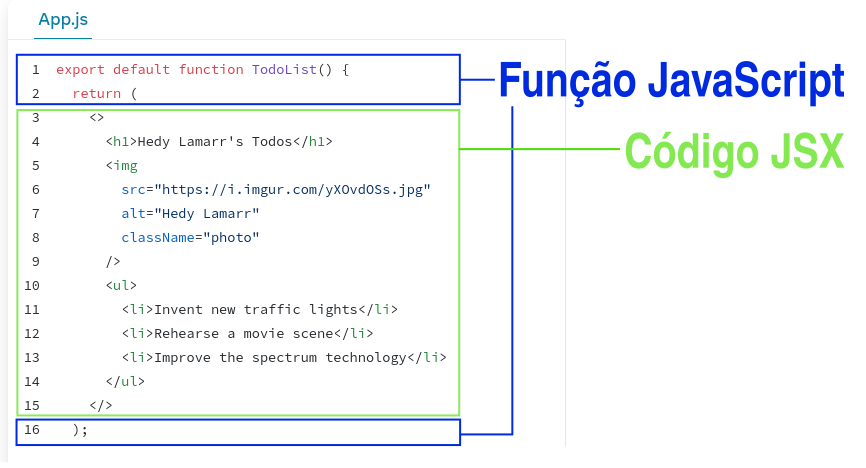 App.js
1 export default function TodoList() {
2 return (
3 <>
4 <h1>Hedy Lamarr's Todos</h1>
5 <img
6 src="https://i.imgur.com/yXOvdOSs.jpg"
7 alt="Hedy Lamarr"
8 className="photo"
9 />
10 <ul>
11 <li>Invent new traffic lights</li>
12 <li>Rehearse a movie scene</li>
13 <li>Improve the spectrum technology</li>
14 </ul>
15 </>
16 );
Função JavaScript
Código JSX